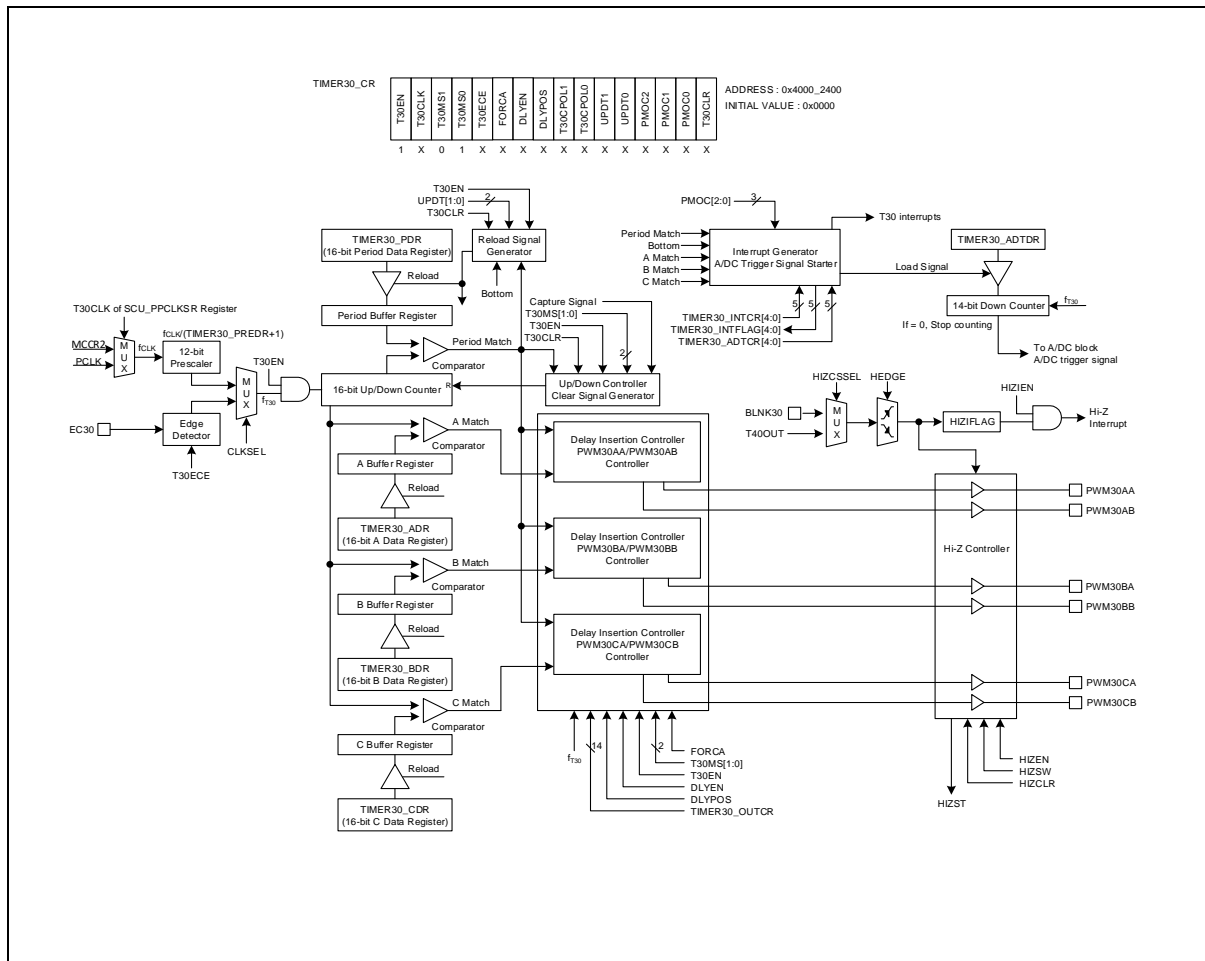 TIMER30_CR
T30EN
T30CLK
T30MS1
T30MS0
T30ECE
FORCA
DLYEN
DLYPOS
T30CPOL1
T30CPOL0
UPDT1
UPDT0
PMOC2
PMOC1
PMOC0
T30CLR
ADDRESS : 0x4000_2400
INITIAL VALUE : 0x0000
1 X 0 1 X X X X X X X X X X X X
T30EN
UPDT[1:0] 2
T30CLR
TIMER30_PDR
(16-bit Period Data Register)
Reload Signal
Generator
Reload
Bottom
Period Buffer Register
PMOC[2:0] 3
T30 interrupts
Period Match
Bottom
A Match
B Match
C Match
Interrupt Generator
A/DC Trigger Signal Starter
TIMER30_ADTDR
Load Signal
14-bit Down Counter
fT30
If = 0, Stop counting
5 5 5
TIMER30_INTCR[4:0]
TIMER30_INTFLAG[4:0]
TIMER30_ADTCR[4:0]
To A/DC block
A/DC trigger signal
Capture Signal
T30MS[1:0]
T30EN
T30CLR
2
T30CLK of SCU_PPCLKSR Register
MCCR2
PCLK
MUX
fCLK
fCLK/(TIMER30_PREDR+1)
12-bit
Prescaler
T30EN
MUX
fT30
CLKSEL
EC30
Edge
Detector
T30ECE
16-bit Up/Down Counter
R
Period Match
Comparator
Up/Down Controller
Clear Signal Generator
HIZCSSEL
HEDGE
HIZIEN
BLNK30
T40OUT
MUX
HIZIFLAG
Hi-Z
Interrupt
A Match
Comparator
A Buffer Register
Reload
TIMER30_ADR
(16-bit A Data Register)
Delay Insertion Controller
PWM30AA/PWM30AB
Controller
PWM30AA
PWM30AB
B Match
Comparator
B Buffer Register
Reload
TIMER30_BDR
(16-bit B Data Register)
Delay Insertion Controller
PWM30BA/PWM30BB
Controller
Hi-Z Controller
PWM30BA
PWM30BB
C Match
Comparator
C Buffer Register
Reload
TIMER30_CDR
(16-bit C Data Register)
Delay Insertion Controller
PWM30CA/PWM30CB
Controller
PWM30CA
PWM30CB
fT30
14
2
FORCA
T30MS[1:0]
T30EN
DLYEN
DLYPOS
TIMER30_OUTCR
HIZEN
HIZSW
HIZCLR
HIZST